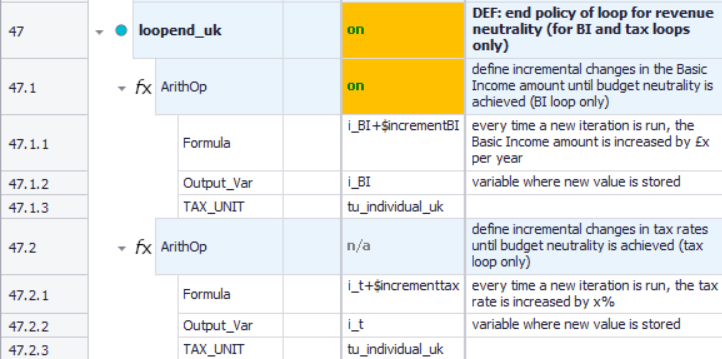 47 loopend_uk on DEF: end policy of loop for revenue
neutrality (for BI and tax loops
only)
47.1 fx ArithOp on define incremental changes in the Basic
Income amount until budget neutrality is
achieved (BI loop only)
47.1.1 Formula i_BI+$incrementBI every time a new iteration is run, the
Basic Income amount is increased by £x
per year
47.1.2 Output_Var i_BI variable where new value is stored
47.1.3 TAX_UNIT tu_individual_uk
47.2 fx ArithOp n/a define incremental changes in tax rates
until budget neutrality is achieved (tax
loop only)
47.2.1 Formula i_t+$incrementtax every time a new iteration is run, the tax
rate is increased by x%
47.2.2 Output_Var i_t variable where new value is stored
47.2.3 TAX_UNIT tu_individual_uk